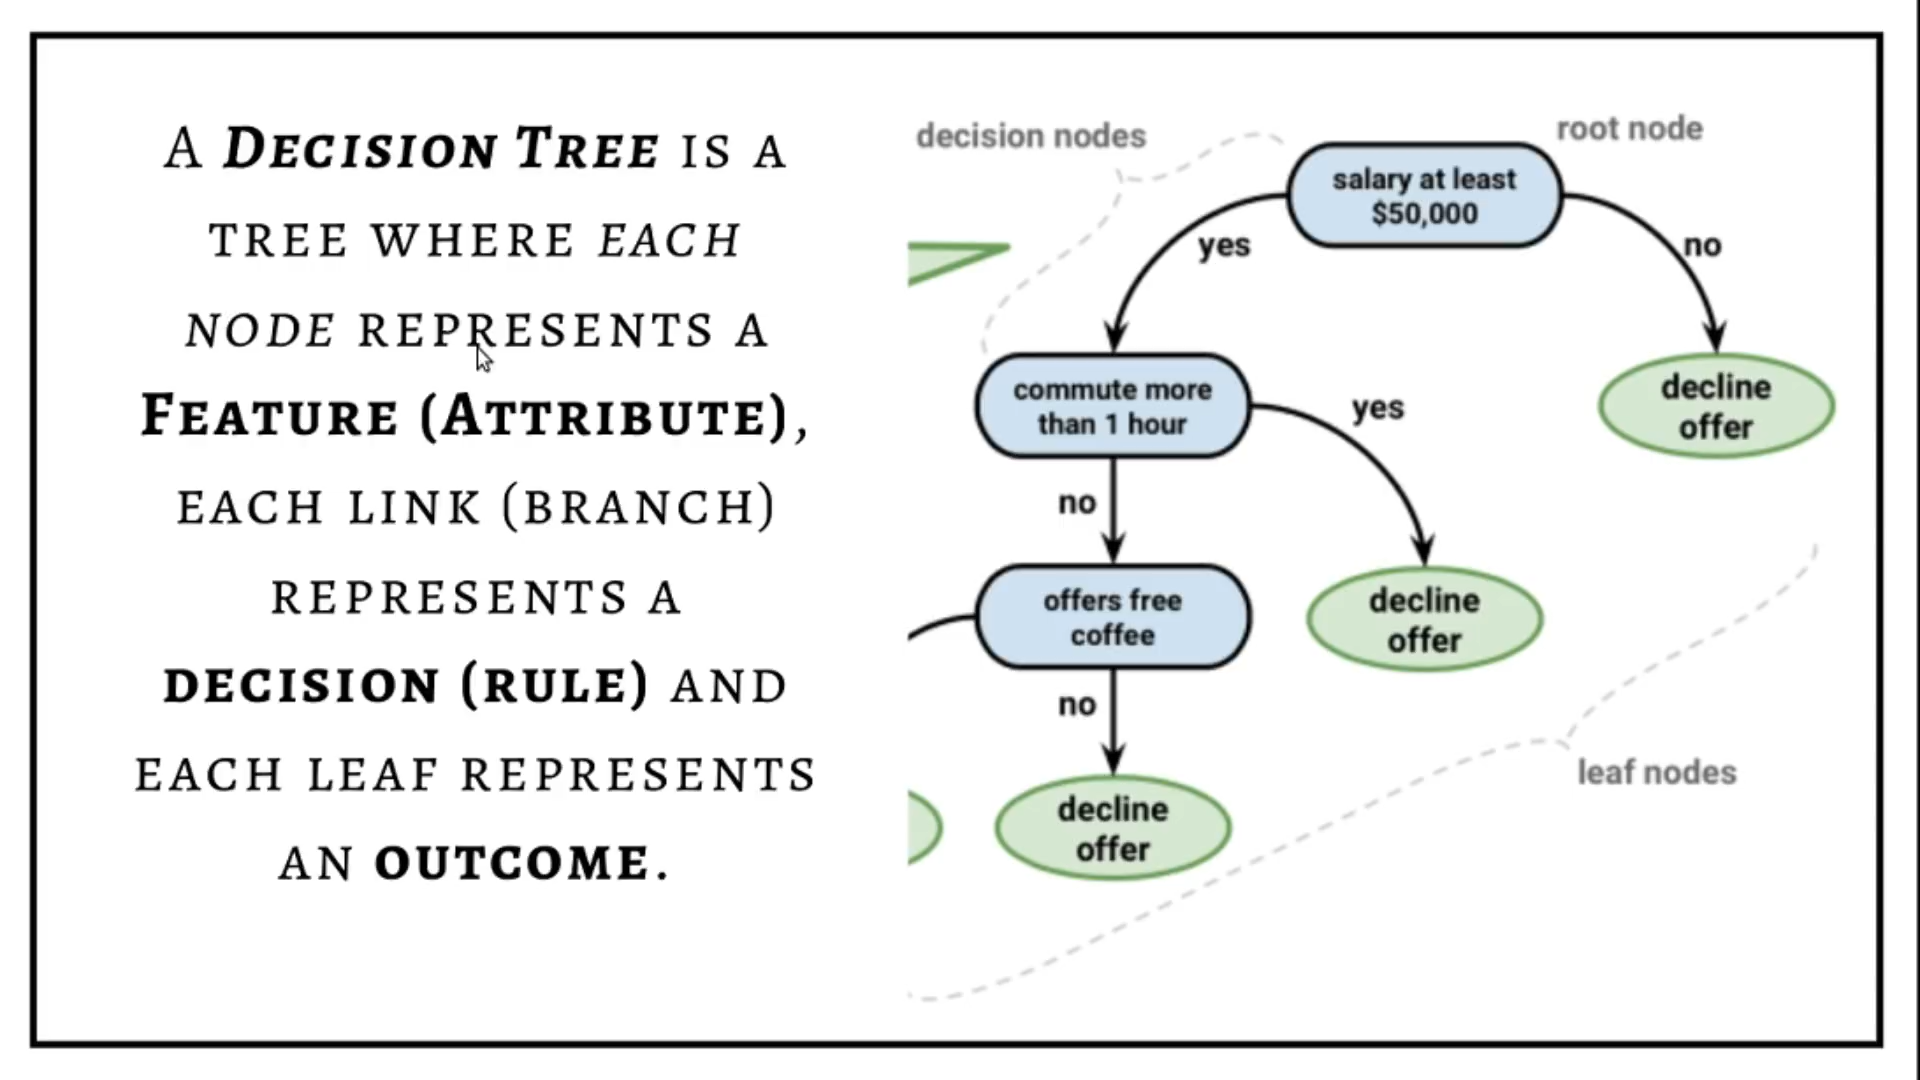 A Decision Tree is a
tree where each
node represents a
Feature (Attribute),
each link (branch)
represents a
decision (rule) and
each leaf represents
an outcome.
decision nodes
root node
salary at least
$50,000
yes
no
commute more
than 1 hour
yes
decline
offer
no
offers free
coffee
decline
offer
no
leaf nodes
decline
offer